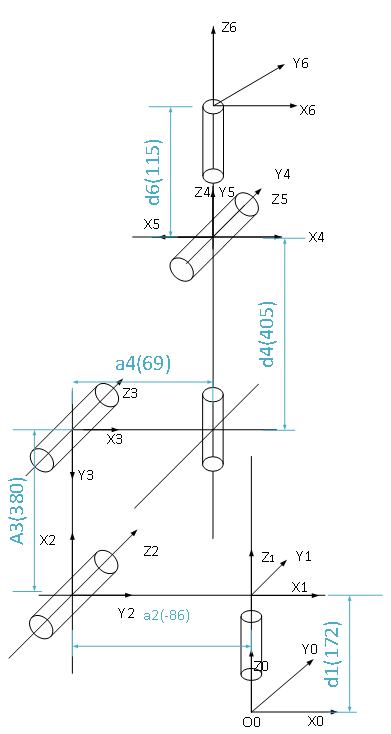 Z6
Y6
X6
d6(115)
Y4
Z4
Y5
Z5
X5
X4
d4(405)
a4(69)
Z3
X3
Y3
A3(380)
X2
Z2
Z1
Y1
X1
Y2
a2(-86)
d1(172)
Y0
Z0
O0
X0